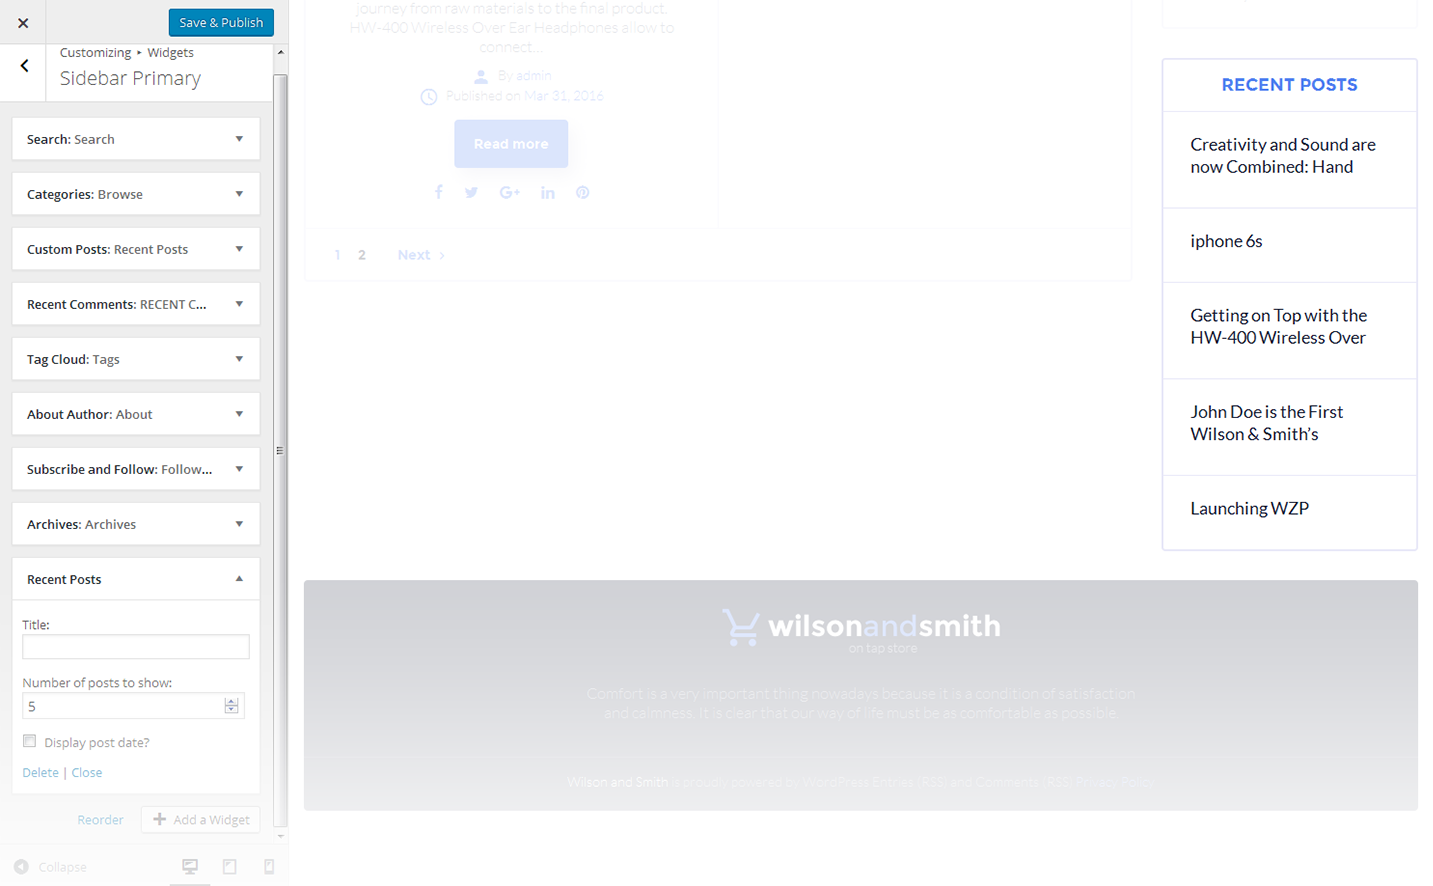 Save & Publish
Customizing ▸ Widgets
Sidebar Primary
Search: Search
Categories: Browse
Custom Posts: Recent Posts
Recent Comments: RECENT C...
Tag Cloud: Tags
About Author: About
Subscribe and Follow: Follow...
Archives: Archives
Recent Posts
Title:
Number of posts to show:
5
Display post date?
Delete | Close
Reorder
Add a Widget
Collapse
journey from raw materials to the final product.
HW-400 Wireless Over Ear Headphones allow to
connect...
By admin
Published on Mar 31, 2016
Read more
1 2 Next
RECENT POSTS
Creativity and Sound are
now Combined: Hand
iphone 6s
Getting on Top with the
HW-400 Wireless Over
John Doe is the First
Wilson & Smith’s
Launching WZP
wilsonandsmith
on tap store
Comfort is a very important thing nowadays because it is a condition of satisfaction
and calmness. It is clear that our way of life must be as comfortable as possible.
Wilson and Smith is proudly powered by WordPress Entries (RSS) and Comments (RSS) Privacy Policy